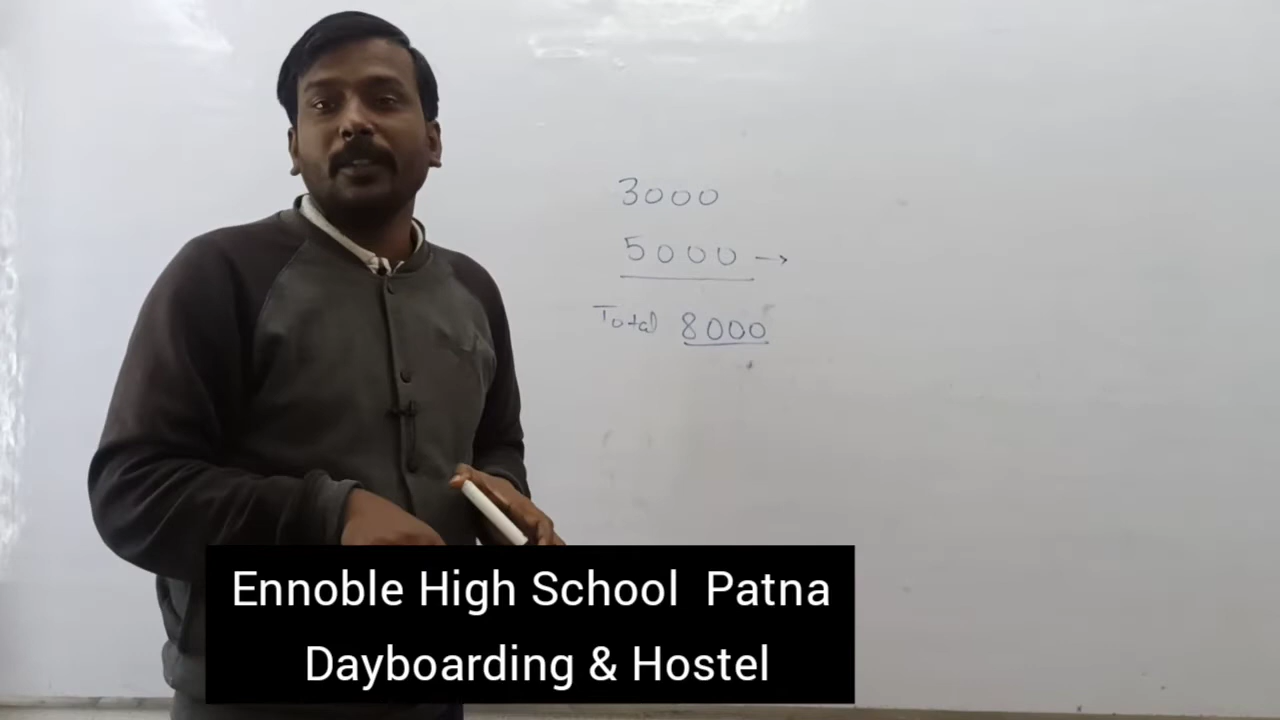 3000
5000 →
Total 8000
Ennoble High School Patna
Dayboarding & Hostel